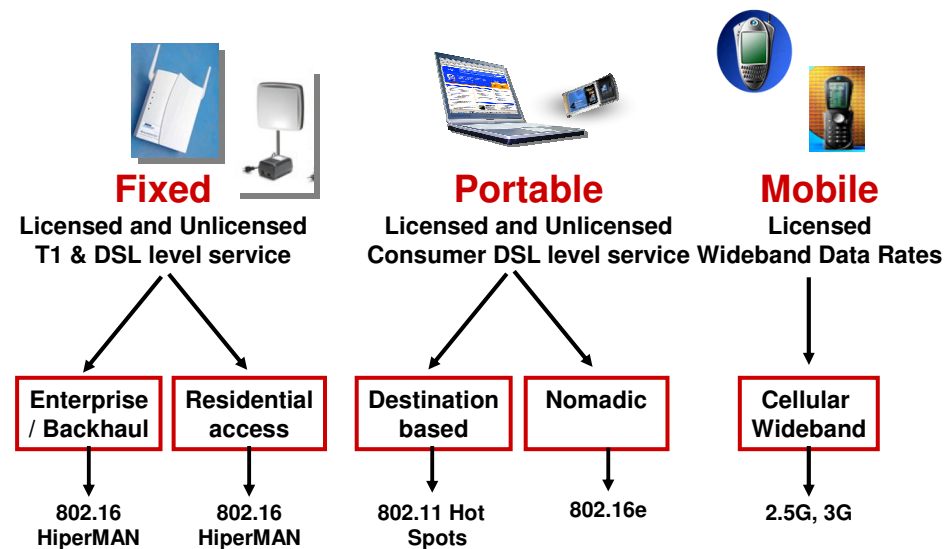 Fixed
Licensed and Unlicensed
T1 & DSL level service
Portable
Licensed and Unlicensed
Consumer DSL level service
Mobile
Licensed
Wideband Data Rates
Enterprise
/ Backhaul
Residential
access
Destination
based
Nomadic
Cellular
Wideband
802.16
HiperMAN
802.16
HiperMAN
802.11 Hot
Spots
802.16e
2.5G, 3G